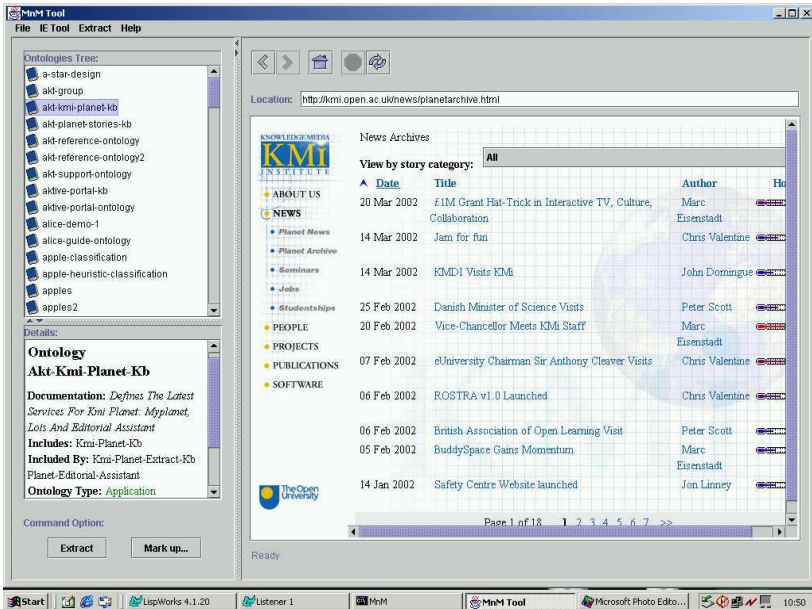 MnM Tool
File IE Tool Extract Help
Ontologies Tree:
a-star-design
akt-group
akt-kmi-planet-kb
akt-planet-stories-kb
akt-reference-ontology
akt-reference-ontology2
akt-support-ontology
aktive-portal-kb
aktive-portal-ontology
alice-demo-1
alice-guide-ontology
apple-classification
apple-heuristic-classification
apples
apples2
Details:
Ontology
Akt-Kmi-Planet-Kb
Documentation: Defines The Latest
Services For Kmi Planet: Myplanet,
Lois And Editorial Assistant
Includes: Kmi-Planet-Kb
Included By: Kmi-Planet-Extract-Kb
Planet-Editorial-Assistant
Ontology Type: Application
Command Option:
Extract Mark up...
Location: http://kmi.open.ac.uk/news/planetarchive.html
KNOWLEDGE MEDIA
KMi
INSTITUTE
ABOUT US
NEWS
Planet News
Planet Archive
Seminars
Jobs
Studentships
PEOPLE
PROJECTS
PUBLICATIONS
SOFTWARE
The Open
University
News Archives
View by story category: All
Date Title Author Ho
20 Mar 2002 £1M Grant Hat-Trick in Interactive TV, Culture, Marc
Collaboration Eisenstadt
14 Mar 2002 Jam for fun Chris Valentine
14 Mar 2002 KMDI Visits KMi John Domingue
25 Feb 2002 Danish Minister of Science Visits Peter Scott
20 Feb 2002 Vice-Chancellor Meets KMi Staff Marc
Eisenstadt
07 Feb 2002 eUniversity Chairman Sir Anthony Cleaver Visits Chris Valentine
06 Feb 2002 ROSTRA v1.0 Launched Chris Valentine
06 Feb 2002 British Association of Open Learning Visit Peter Scott
05 Feb 2002 BuddySpace Gains Momentum Marc
Eisenstadt
14 Jan 2002 Safety Centre Website launched Jon Linney
Page 1 of 18 1 2 3 4 5 6 7 >>
Ready
Start LispWorks 4.1.20 Listener 1 MnM MnM Tool Microsoft Photo Edito... 10:50